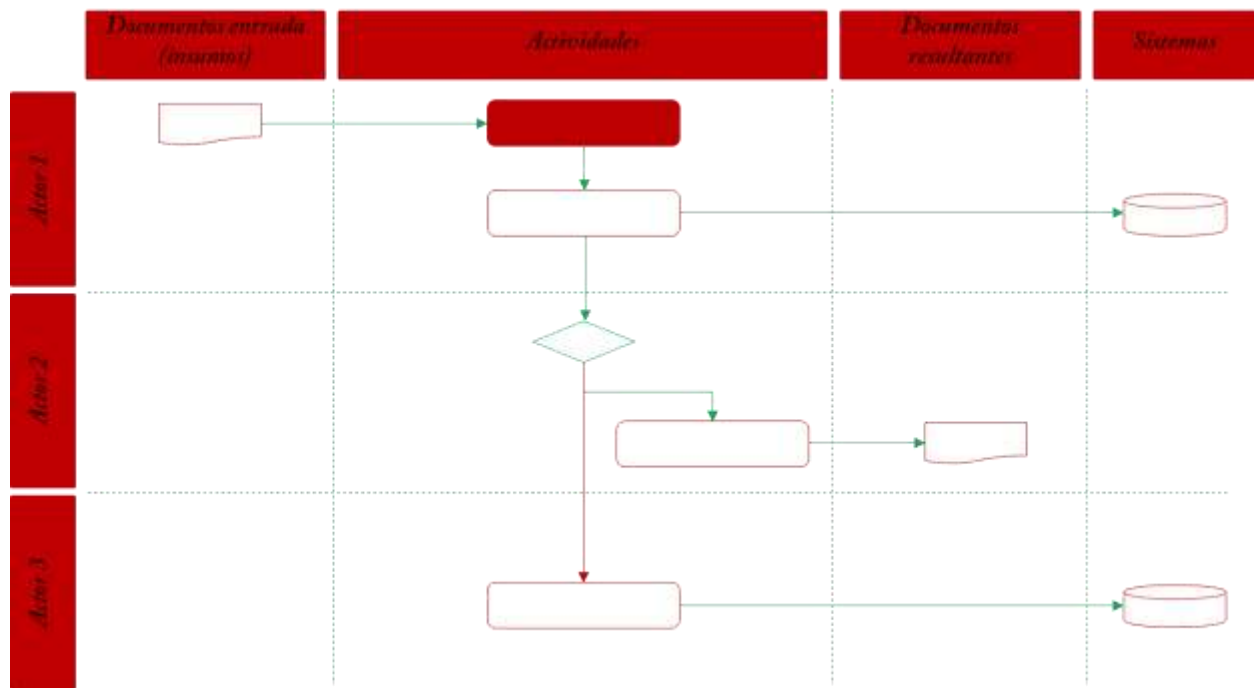 Documentos entrada
(insumos)
Actividades
Documentos
resultantes
Sistemas
Actor 1
Actor 2
Actor 3